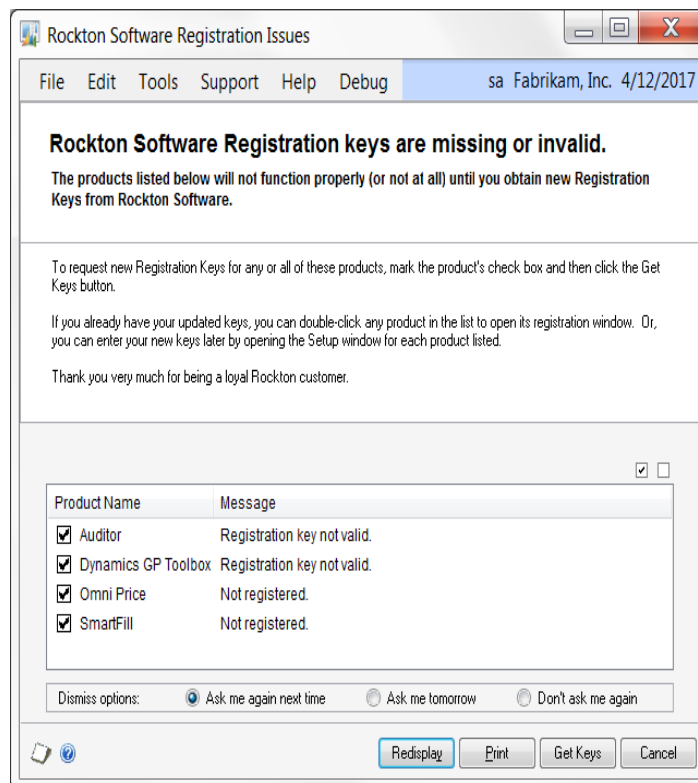 Rockton Software Registration Issues
File Edit Tools Support Help Debug sa Fabrikam, Inc. 4/12/2017
Rockton Software Registration keys are missing or invalid.
The products listed below will not function properly (or not at all) until you obtain new Registration
Keys from Rockton Software.
To request new Registration Keys for any or all of these products, mark the product's check box and then click the Get
Keys button.
If you already have your updated keys, you can double-click any product in the list to open its registration window. Or,
you can enter your new keys later by opening the Setup window for each product listed.
Thank you very much for being a loyal Rockton customer.
Product Name Message
Auditor Registration key not valid.
Dynamics GP Toolbox Registration key not valid.
Omni Price Not registered.
SmartFill Not registered.
Dismiss options: Ask me again next time Ask me tomorrow Don't ask me again
Redisplay Print Get Keys Cancel